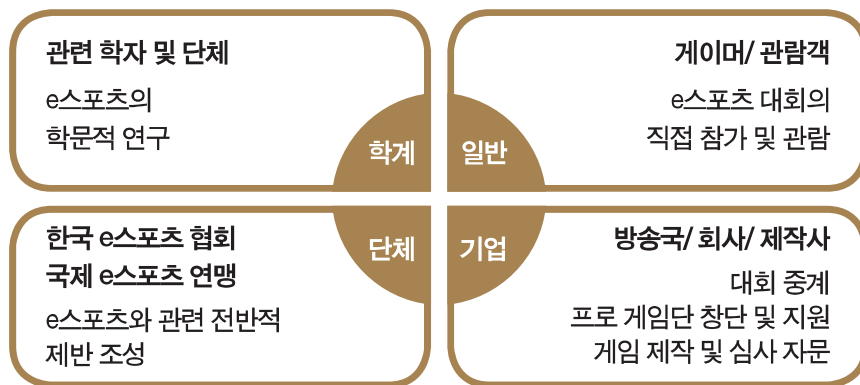 관련 학자 및 단체
e스포츠의
학문적 연구
학계
게이머/ 관람객
e스포츠 대회의
직접 참가 및 관람
일반
한국 e스포츠 협회
국제 e스포츠 연맹
e스포츠와 관련 전반적
제반 조성
단체
방송국/ 회사/ 제작사
대회 중계
프로 게임단 창단 및 지원
게임 제작 및 심사 자문
기업